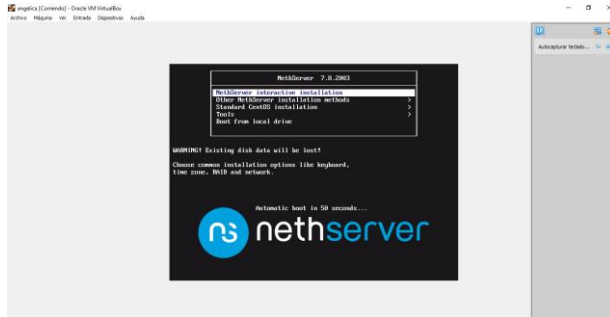 angelica [Corriendo] - Oracle VM VirtualBox
Archivo Máquina Ver Entrada Dispositivos Ayuda
Autocapturar teclado...
NethServer 7.8.2003
NethServer interactive installation
Other NethServer installation methods >
Standard CentOS installation >
Tools >
Boot from local drive
WARNING! Existing disk data will be lost!
Choose common installation options like keyboard,
time zone, RAID and network.
Automatic boot in 50 seconds...
ns nethserver